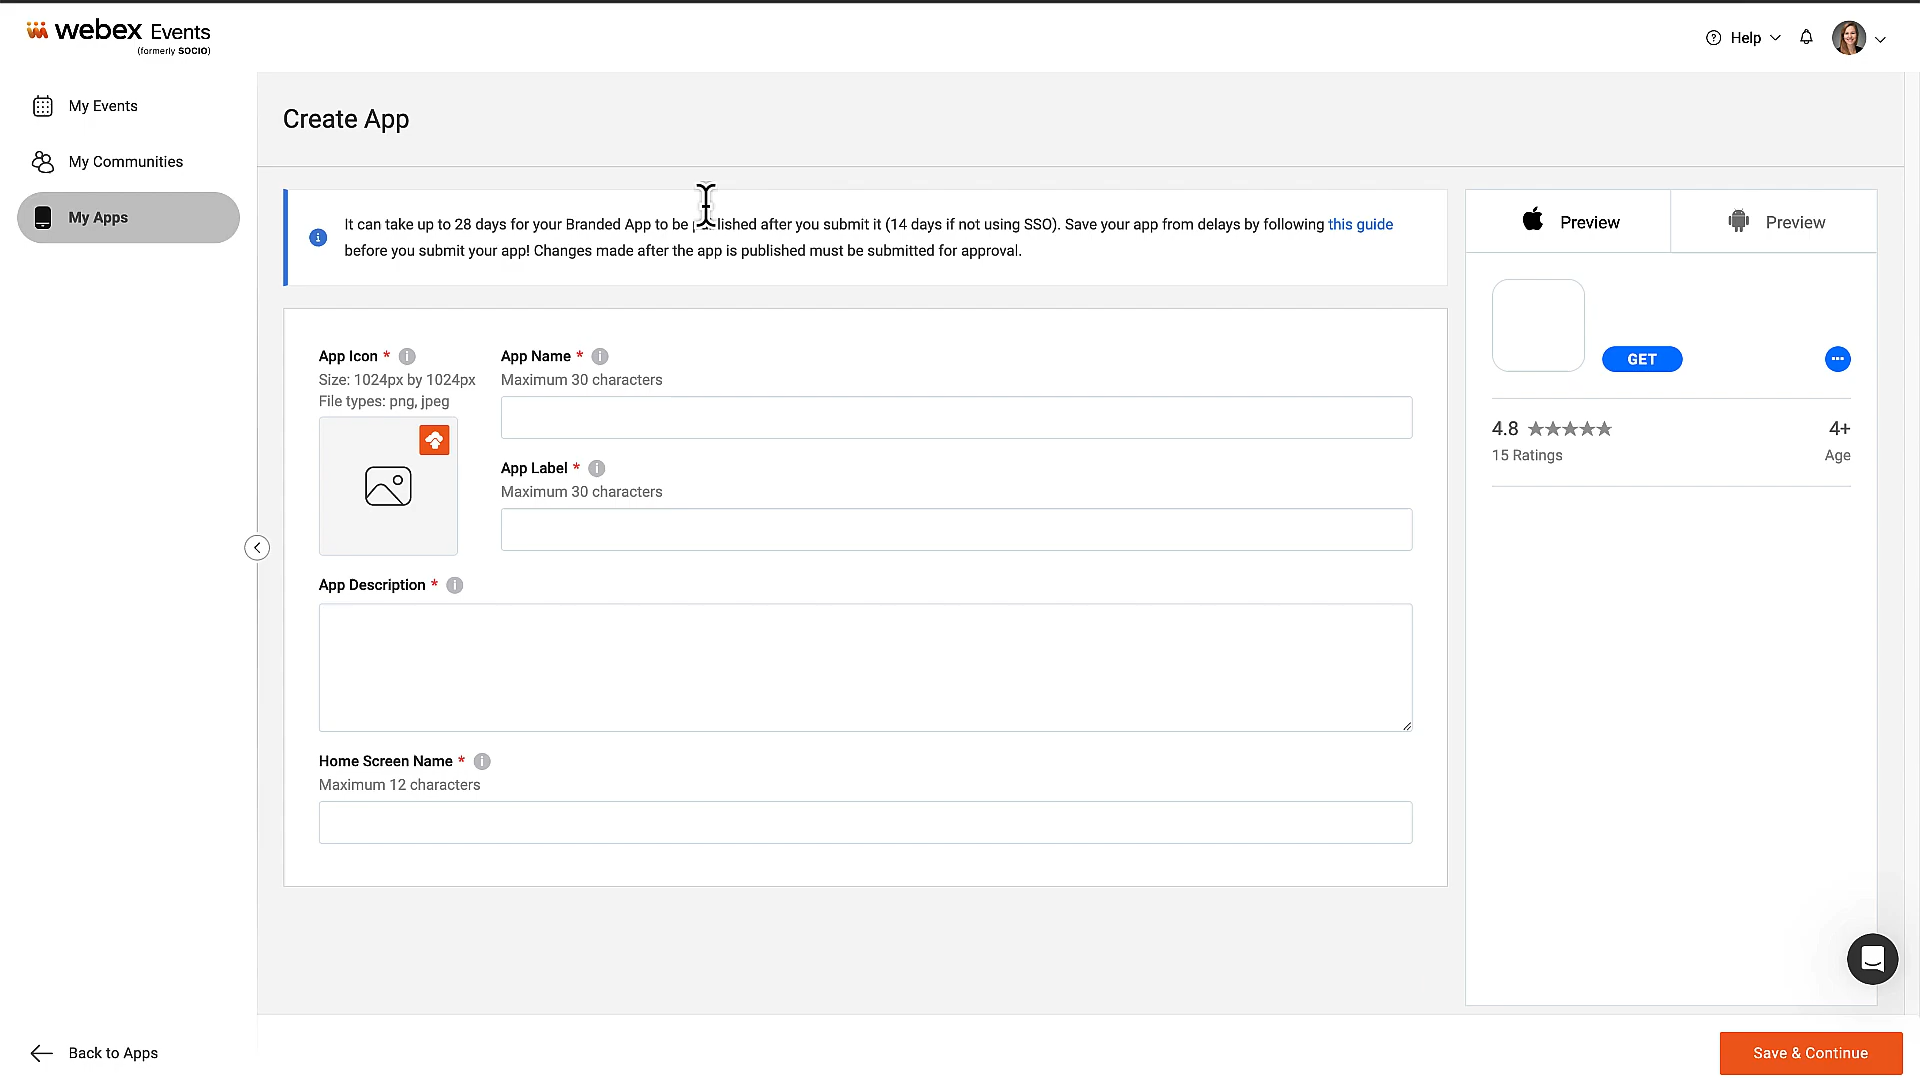 webex Events
(formerly SOCIO)
Help
My Events
My Communities
My Apps
Create App
It can take up to 28 days for your Branded App to be lished after you submit it (14 days if not using SSO). Save your app from delays by following this guide
before you submit your app! Changes made after the app is published must be submitted for approval.
Preview
Preview
App Icon *
Size: 1024px by 1024px
File types: png, jpeg
App Name *
Maximum 30 characters
App Label *
Maximum 30 characters
App Description *
Home Screen Name *
Maximum 12 characters
GET
4.8
4+
15 Ratings
Age
Back to Apps
Save & Continue